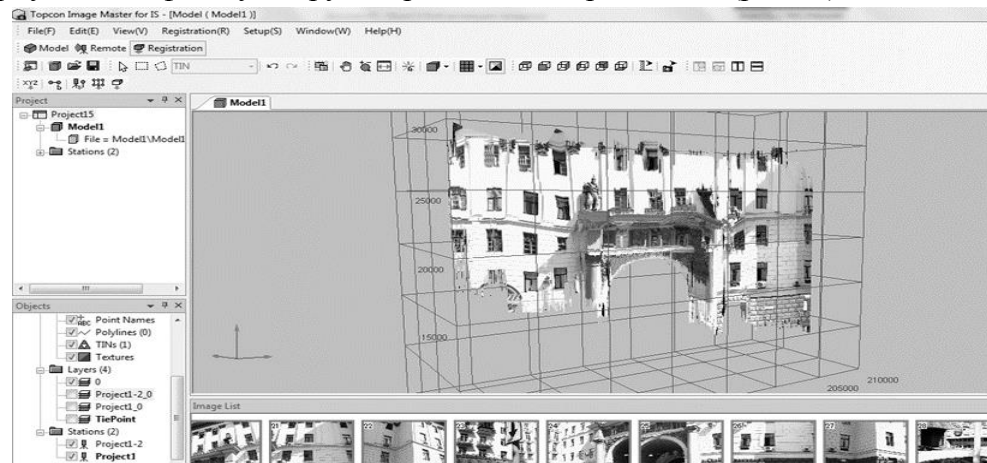 Topcon Image Master for IS - [Model ( Model1 )]
File(F) Edit(E) View(V) Registration(R) Setup(S) Window(W) Help(H)
Model Remote Registration
TIN
XYZ
Project
Project15
Model1
File = Model1\Model1
Stations (2)
Objects
ABC Point Names
Polylines (0)
TINs (1)
Textures
Layers (4)
0
Project1-2_0
Project1_0
TiePoint
Stations (2)
Project1-2
Project1
Model1
30000
25000
20000
15000
205000
210000
Image List
21
22
23
24
25
26
27
28